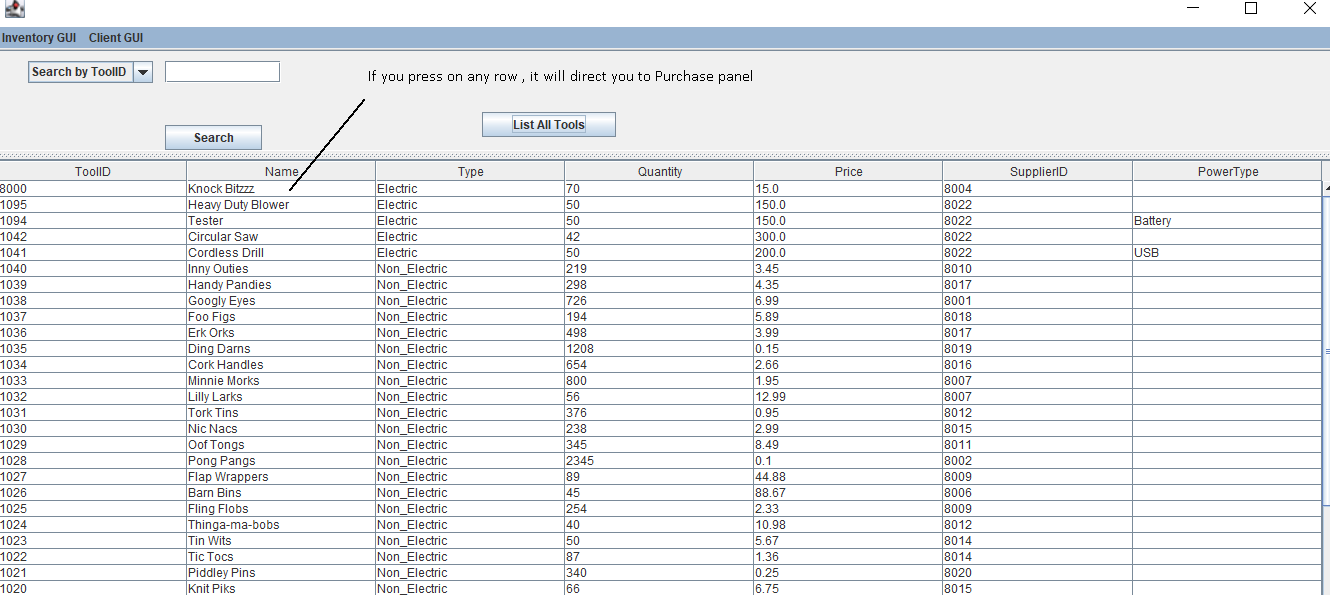 Inventory GUI Client GUI
Search by ToolID
If you press on any row , it will direct you to Purchase panel
List All Tools
Search
ToolID Name Type Quantity Price SupplierID PowerType
8000 Knock Bitzzz Electric 70 15.0 8004
1095 Heavy Duty Blower Electric 50 150.0 8022
1094 Tester Electric 50 150.0 8022 Battery
1042 Circular Saw Electric 42 300.0 8022
1041 Cordless Drill Electric 50 200.0 8022 USB
1040 Inny Outies Non_Electric 219 3.45 8010
1039 Handy Pandies Non_Electric 298 4.35 8017
1038 Googly Eyes Non_Electric 726 6.99 8001
1037 Foo Figs Non_Electric 194 5.89 8018
1036 Erk Orks Non_Electric 498 3.99 8017
1035 Ding Darns Non_Electric 1208 0.15 8019
1034 Cork Handles Non_Electric 654 2.66 8016
1033 Minnie Morks Non_Electric 800 1.95 8007
1032 Lilly Larks Non_Electric 56 12.99 8007
1031 Tork Tins Non_Electric 376 0.95 8012
1030 Nic Nacs Non_Electric 238 2.99 8015
1029 Oof Tongs Non_Electric 345 8.49 8011
1028 Pong Pangs Non_Electric 2345 0.1 8002
1027 Flap Wrappers Non_Electric 89 44.88 8009
1026 Barn Bins Non_Electric 45 88.67 8006
1025 Fling Flobs Non_Electric 254 2.33 8009
1024 Thinga-ma-bobs Non_Electric 40 10.98 8012
1023 Tin Wits Non_Electric 50 5.67 8014
1022 Tic Tocs Non_Electric 87 1.36 8014
1021 Piddley Pins Non_Electric 340 0.25 8020
1020 Knit Piks Non_Electric 66 6.75 8015